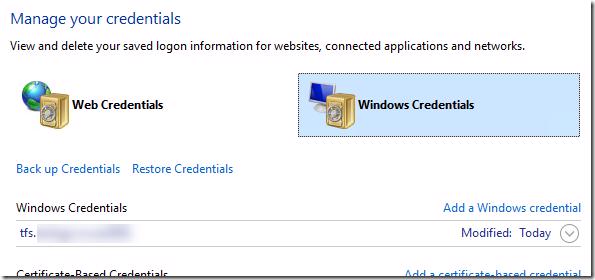 Manage your credentials
View and delete your saved logon information for websites, connected applications and networks.
Web Credentials
Windows Credentials
Back up Credentials Restore Credentials
Windows Credentials Add a Windows credential
tfs. Modified: Today
Certificate-Based Credentials Add a certificate-based credential